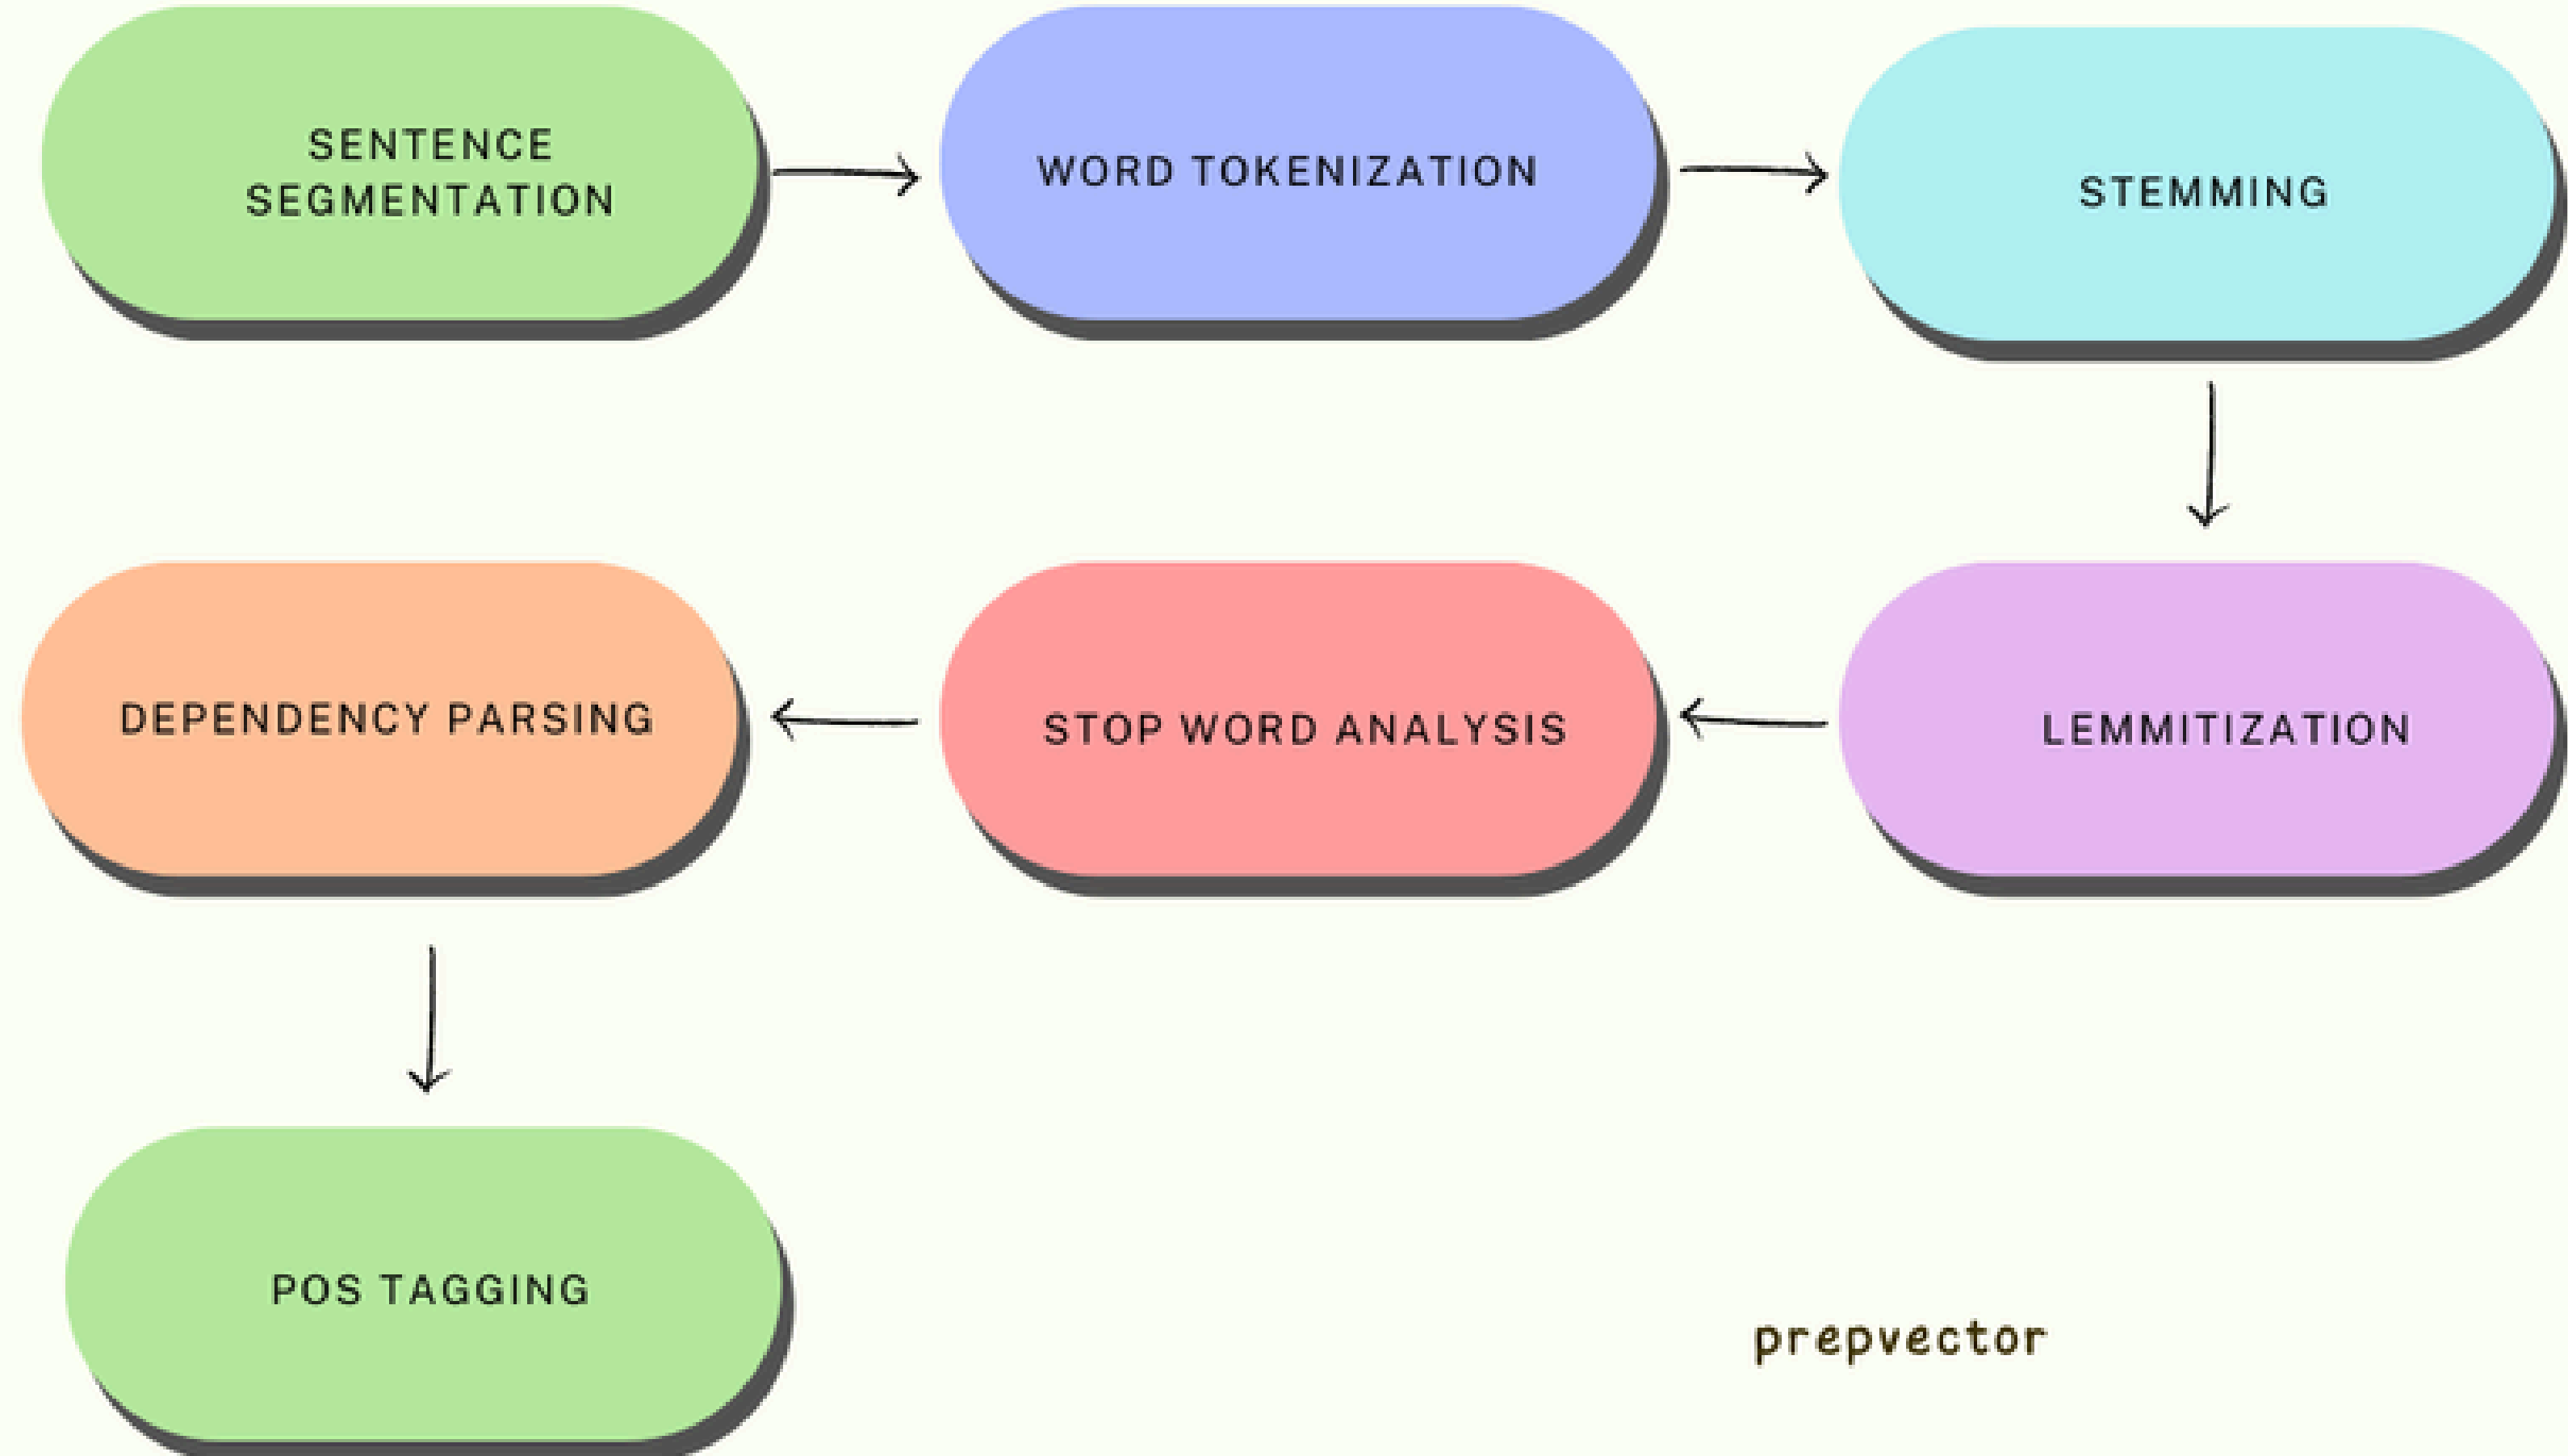 SENTENCE
SEGMENTATION
WORD TOKENIZATION
STEMMING
LEMMITIZATION
STOP WORD ANALYSIS
DEPENDENCY PARSING
POS TAGGING
prepvector